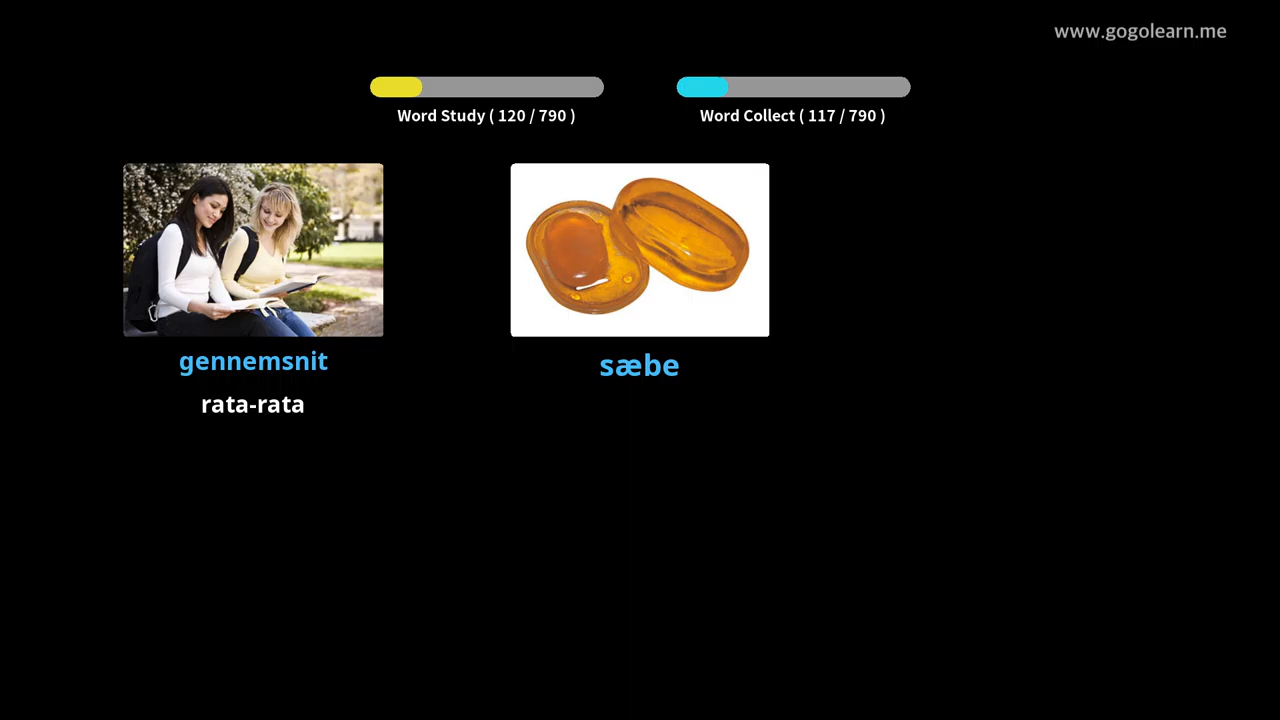 www.gogolearn.me
Word Study ( 120 / 790 )
Word Collect ( 117 / 790 )
gennemsnit
rata-rata
sæbe